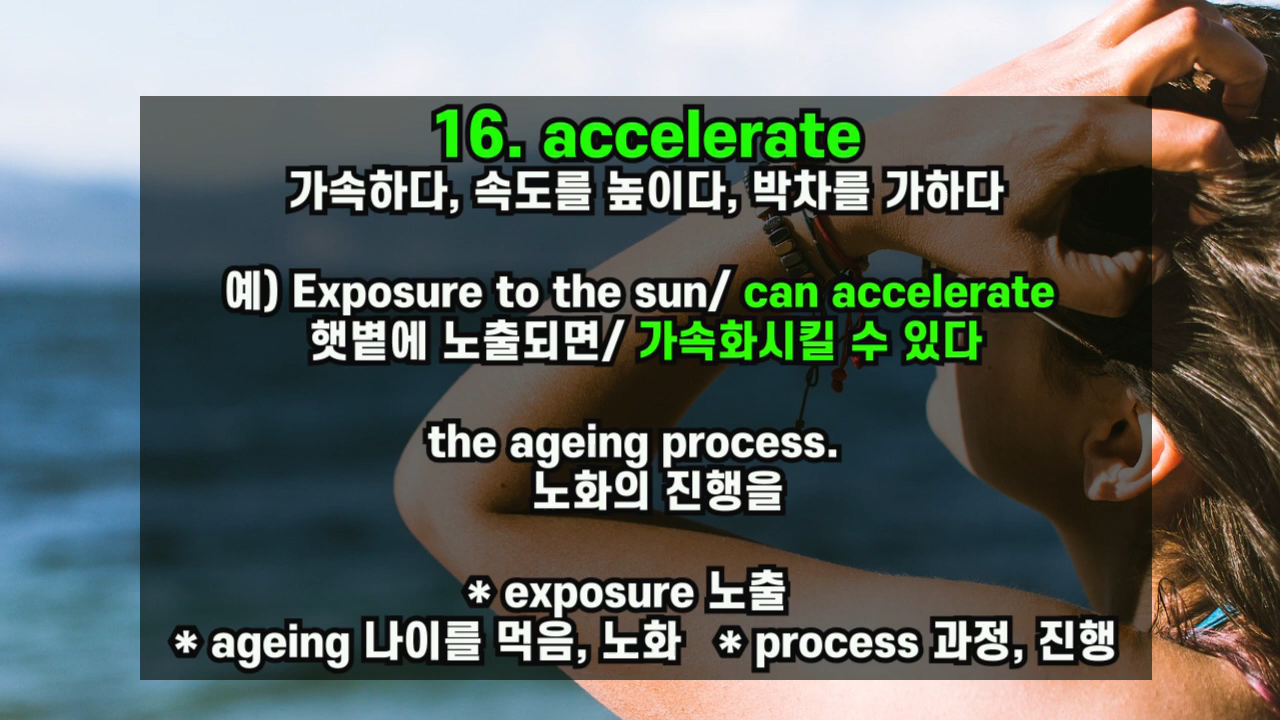 16. accelerate
가속하다, 속도를 높이다, 박차를 가하다
예) Exposure to the sun/ can accelerate
햇볕에 노출되면/ 가속화시킬 수 있다
the ageing process.
노화의 진행을
* exposure 노출
* ageing 나이를 먹음, 노화 * process 과정, 진행